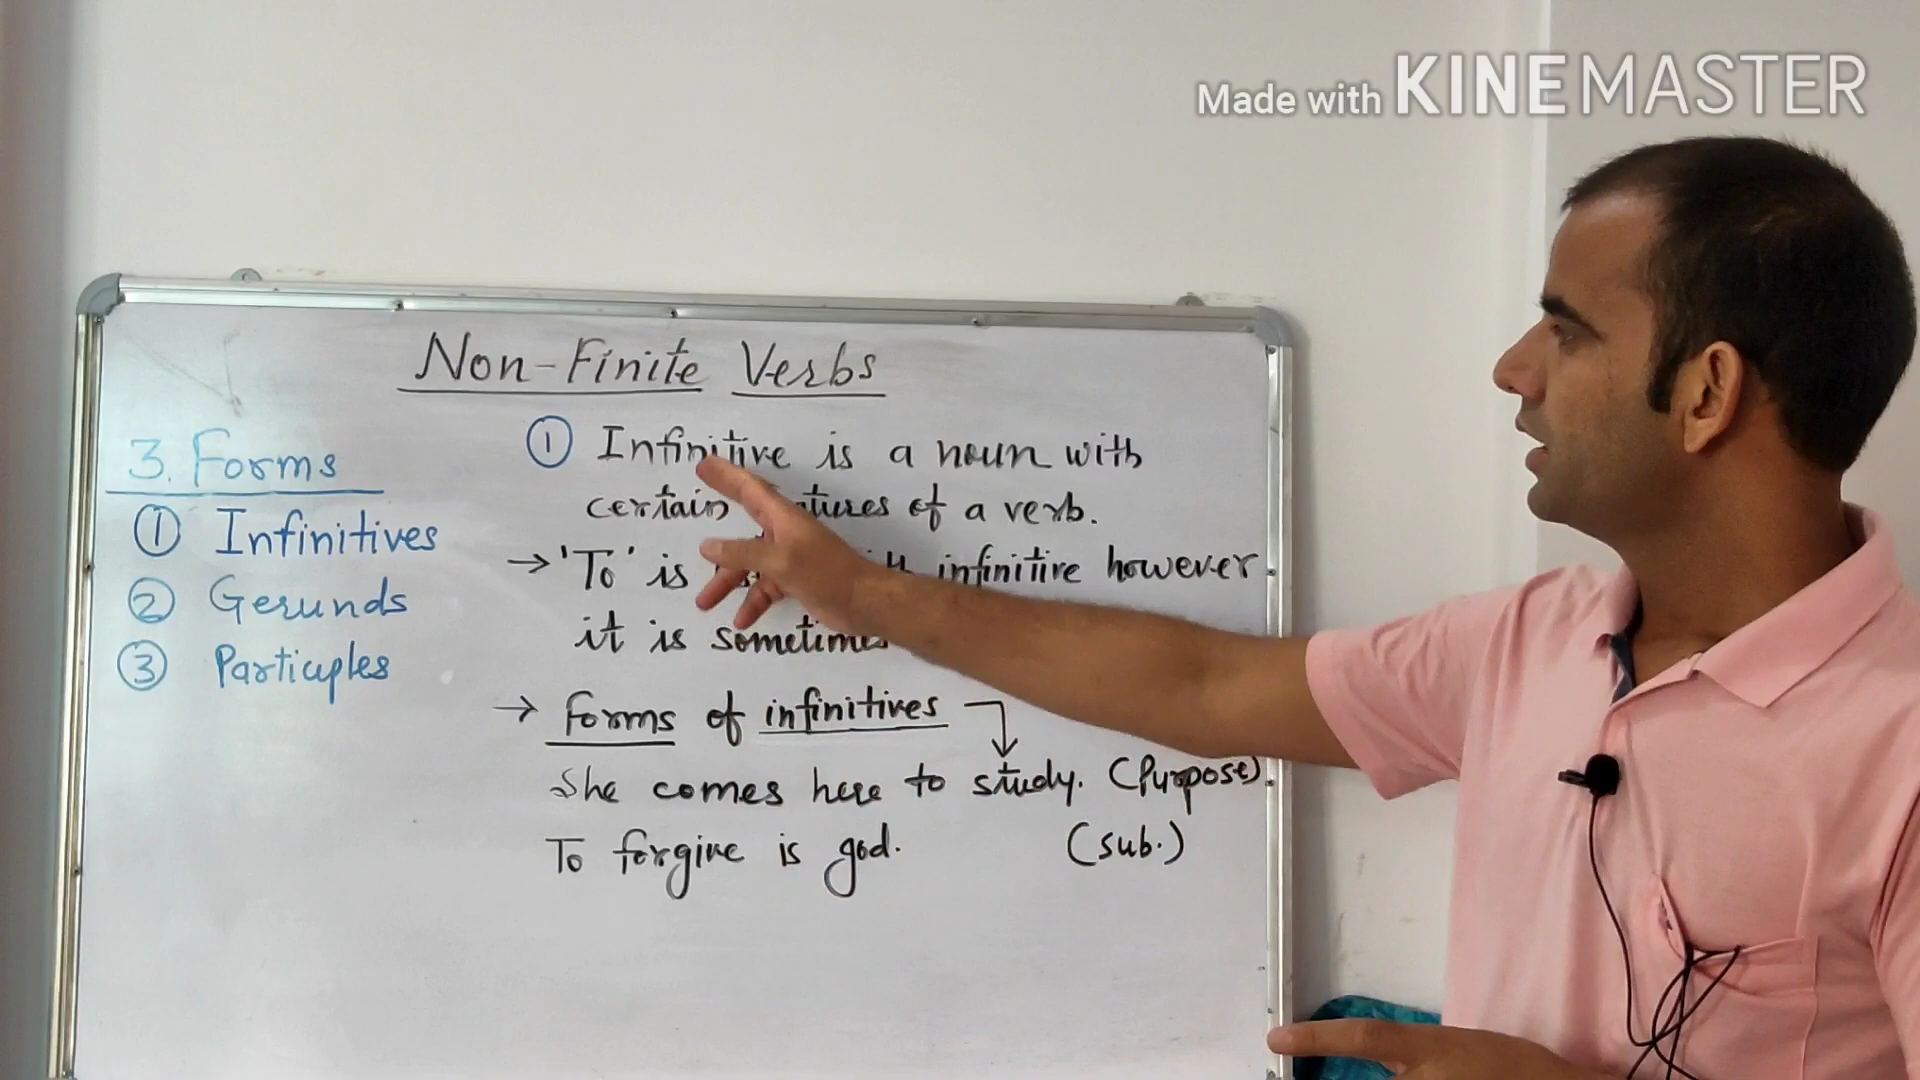 Made with KINEMASTER
Non-Finite Verbs
3. Forms
① Infinitives
② Gerunds
③ Participles
① Infinitive is a noun with
certain of a verb.
→ 'To' is infinitive however
it is sometimes
→ Forms of infinitives
She comes here to study. (Purpose).
To forgive is god. (sub.)